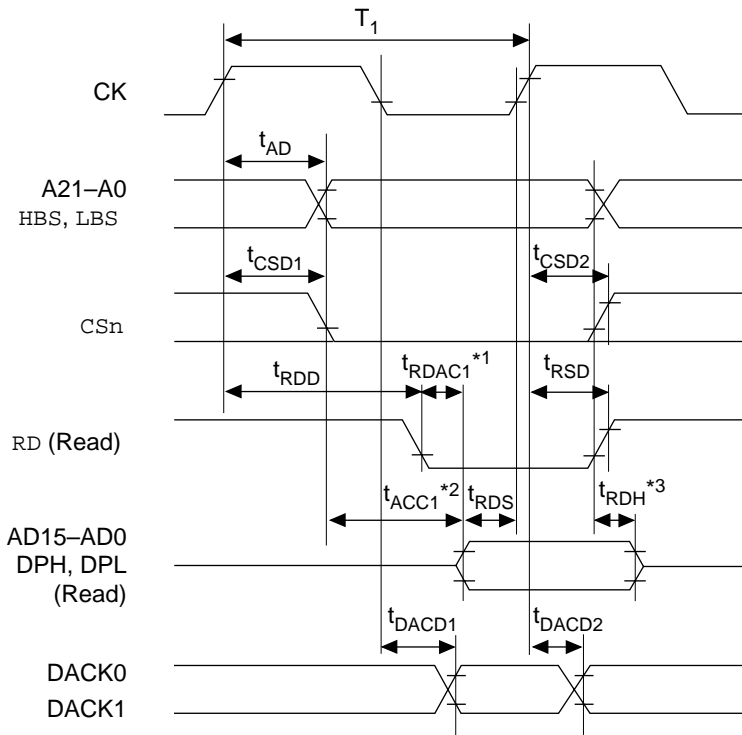 T1
CK
tAD
A21–A0
HBS, LBS
tCSD1
tCSD2
CSn
tRDD
tRDAC1*1
tRSD
RD (Read)
tACC1*2
tRDS
tRDH*3
AD15–AD0
DPH, DPL
(Read)
tDACD1
tDACD2
DACK0
DACK1